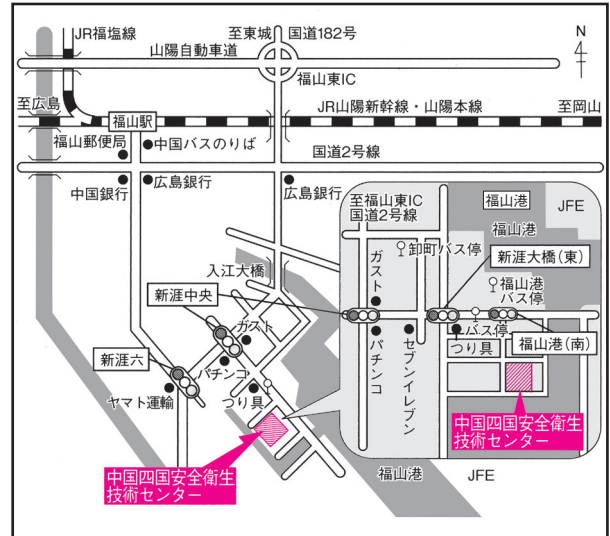 JR福塩線
至東城
国道182号
N
4
山陽自動車道
福山東IC
至広島
JR山陽新幹線・山陽本線
至岡山
福山駅
福山郵便局
中国バスのりば
国道2号線
中国銀行
広島銀行
広島銀行
至福山東IC
国道2号線
福山港
JFE
福山港
卸町バス停
新涯大橋(東)
ガスト
福山港
バス停
入江大橋
新涯中央
バス停
福山港(南)
ガスト
パチンコ
セブンイレブン
つり具
新涯六
パチンコ
ヤマト運輸
つり具
中国四国安全衛生
技術センター
中国四国安全衛生
技術センター
福山港
JFE